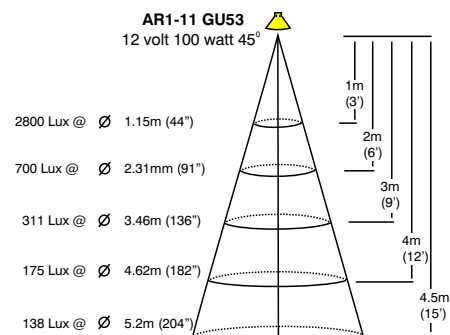 AR1-11 GU53
12 volt 100 watt 45⁰
1m
(3’)
2800 Lux @ Ø 1.15m (44”)
2m
(6’)
700 Lux @ Ø 2.31mm (91”)
3m
(9’)
311 Lux @ Ø 3.46m (136”)
4m
(12’)
175 Lux @ Ø 4.62m (182”)
4.5m
(15’)
138 Lux @ Ø 5.2m (204”)